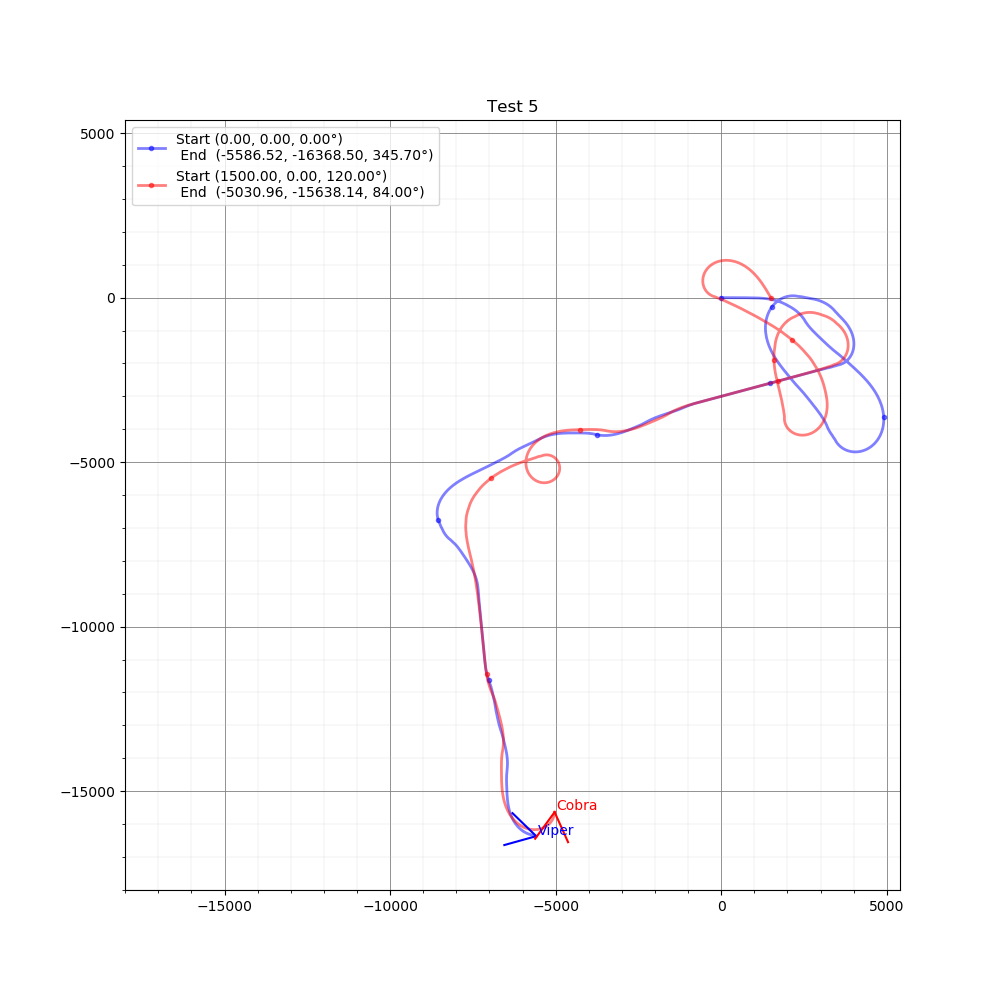 Test 5
Start (0.00, 0.00, 0.00°)
End  (-5586.52, -16368.50, 345.70°)
Start (1500.00, 0.00, 120.00°)
End  (-5030.96, -15638.14, 84.00°)
5000
0
−5000
−10000
−15000
Cobra
Viper
−15000
−10000
−5000
0
5000